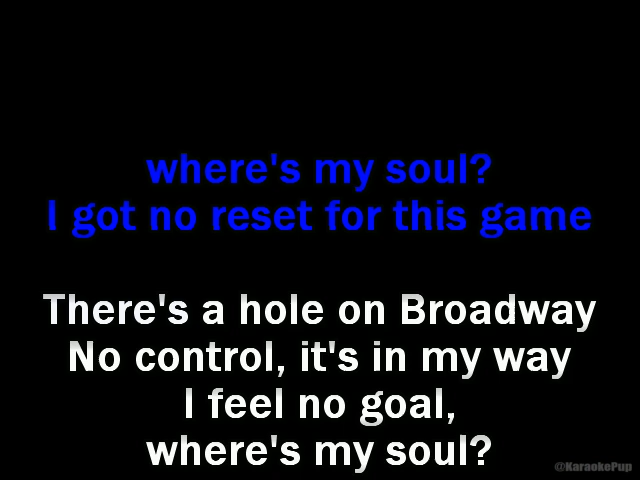 where's my soul?
I got no reset for this game
There's a hole on Broadway
No control, it's in my way
I feel no goal,
where's my soul?
@KaraokePup